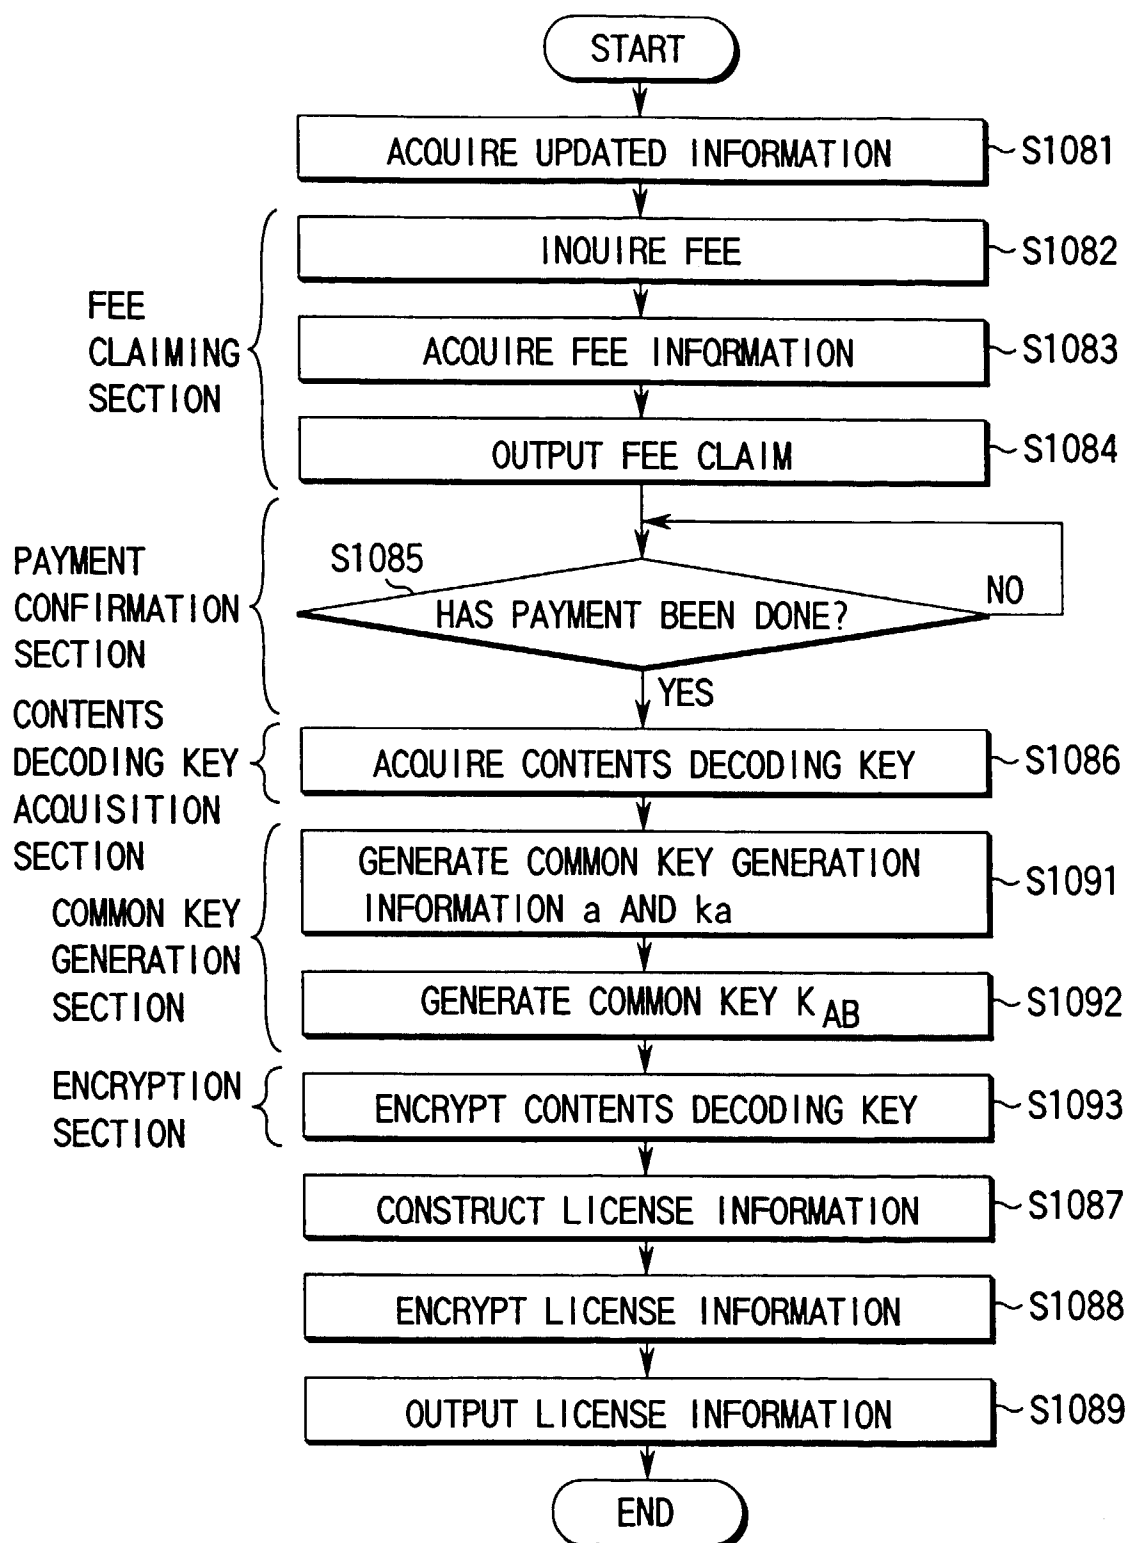 START
ACQUIRE UPDATED INFORMATION
S1081
INQUIRE FEE
S1082
FEE
CLAIMING
SECTION
ACQUIRE FEE INFORMATION
S1083
OUTPUT FEE CLAIM
S1084
PAYMENT
CONFIRMATION
SECTION
S1085
HAS PAYMENT BEEN DONE?
NO
YES
CONTENTS
DECODING KEY
ACQUISITION
SECTION
ACQUIRE CONTENTS DECODING KEY
S1086
GENERATE COMMON KEY GENERATION
INFORMATION a AND ka
S1091
COMMON KEY
GENERATION
SECTION
GENERATE COMMON KEY KAB
S1092
ENCRYPTION
SECTION
ENCRYPT CONTENTS DECODING KEY
S1093
CONSTRUCT LICENSE INFORMATION
S1087
ENCRYPT LICENSE INFORMATION
S1088
OUTPUT LICENSE INFORMATION
S1089
END